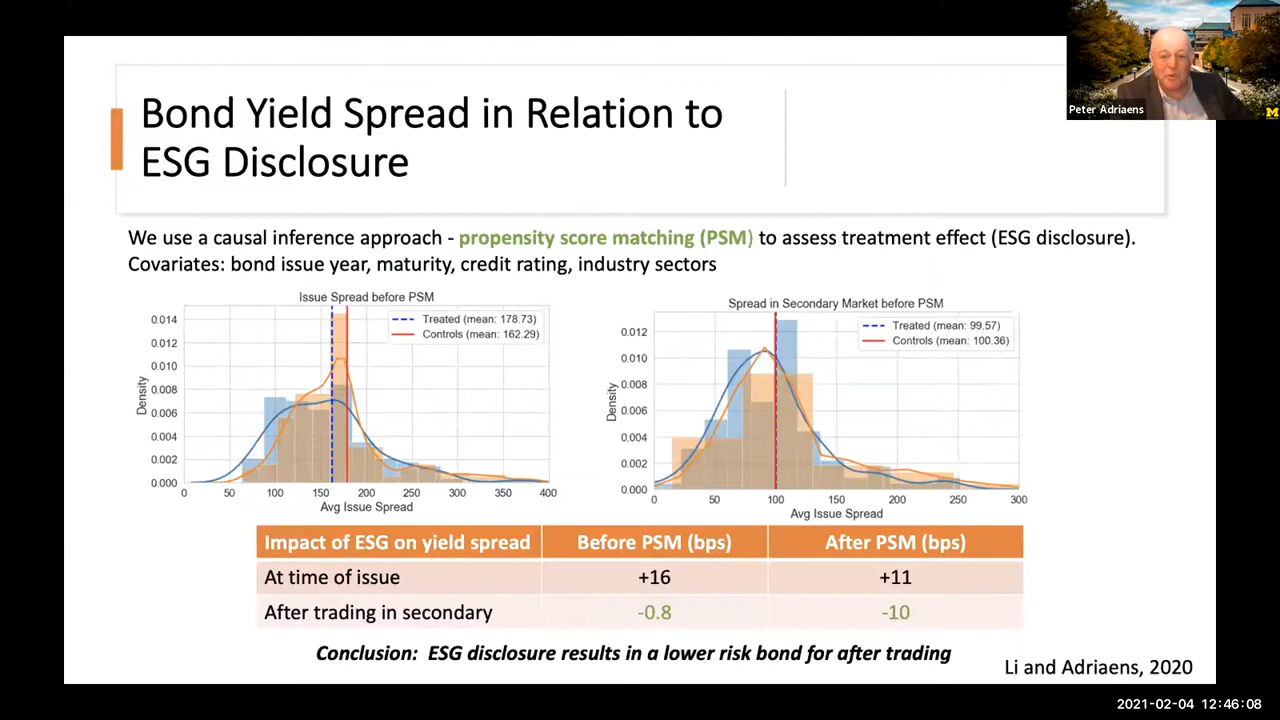 Peter Adriaens
M
Bond Yield Spread in Relation to
ESG Disclosure
We use a causal inference approach - propensity score matching (PSM) to assess treatment effect (ESG disclosure).
Covariates: bond issue year, maturity, credit rating, industry sectors
Issue Spread before PSM
Treated (mean: 178.73)
Controls (mean: 162.29)
Density
0.014
0.012
0.010
0.008
0.006
0.004
0.002
0.000
0 50 100 150 200 250 300 350 400
Avg Issue Spread
Spread in Secondary Market before PSM
Treated (mean: 99.57)
Controls (mean: 100.36)
Density
0.012
0.010
0.008
0.006
0.004
0.002
0.000
0 50 100 150 200 250 300
Avg Issue Spread
Impact of ESG on yield spread Before PSM (bps) After PSM (bps)
At time of issue +16 +11
After trading in secondary -0.8 -10
Conclusion: ESG disclosure results in a lower risk bond for after trading
Li and Adriaens, 2020
2021-02-04 12:46:08